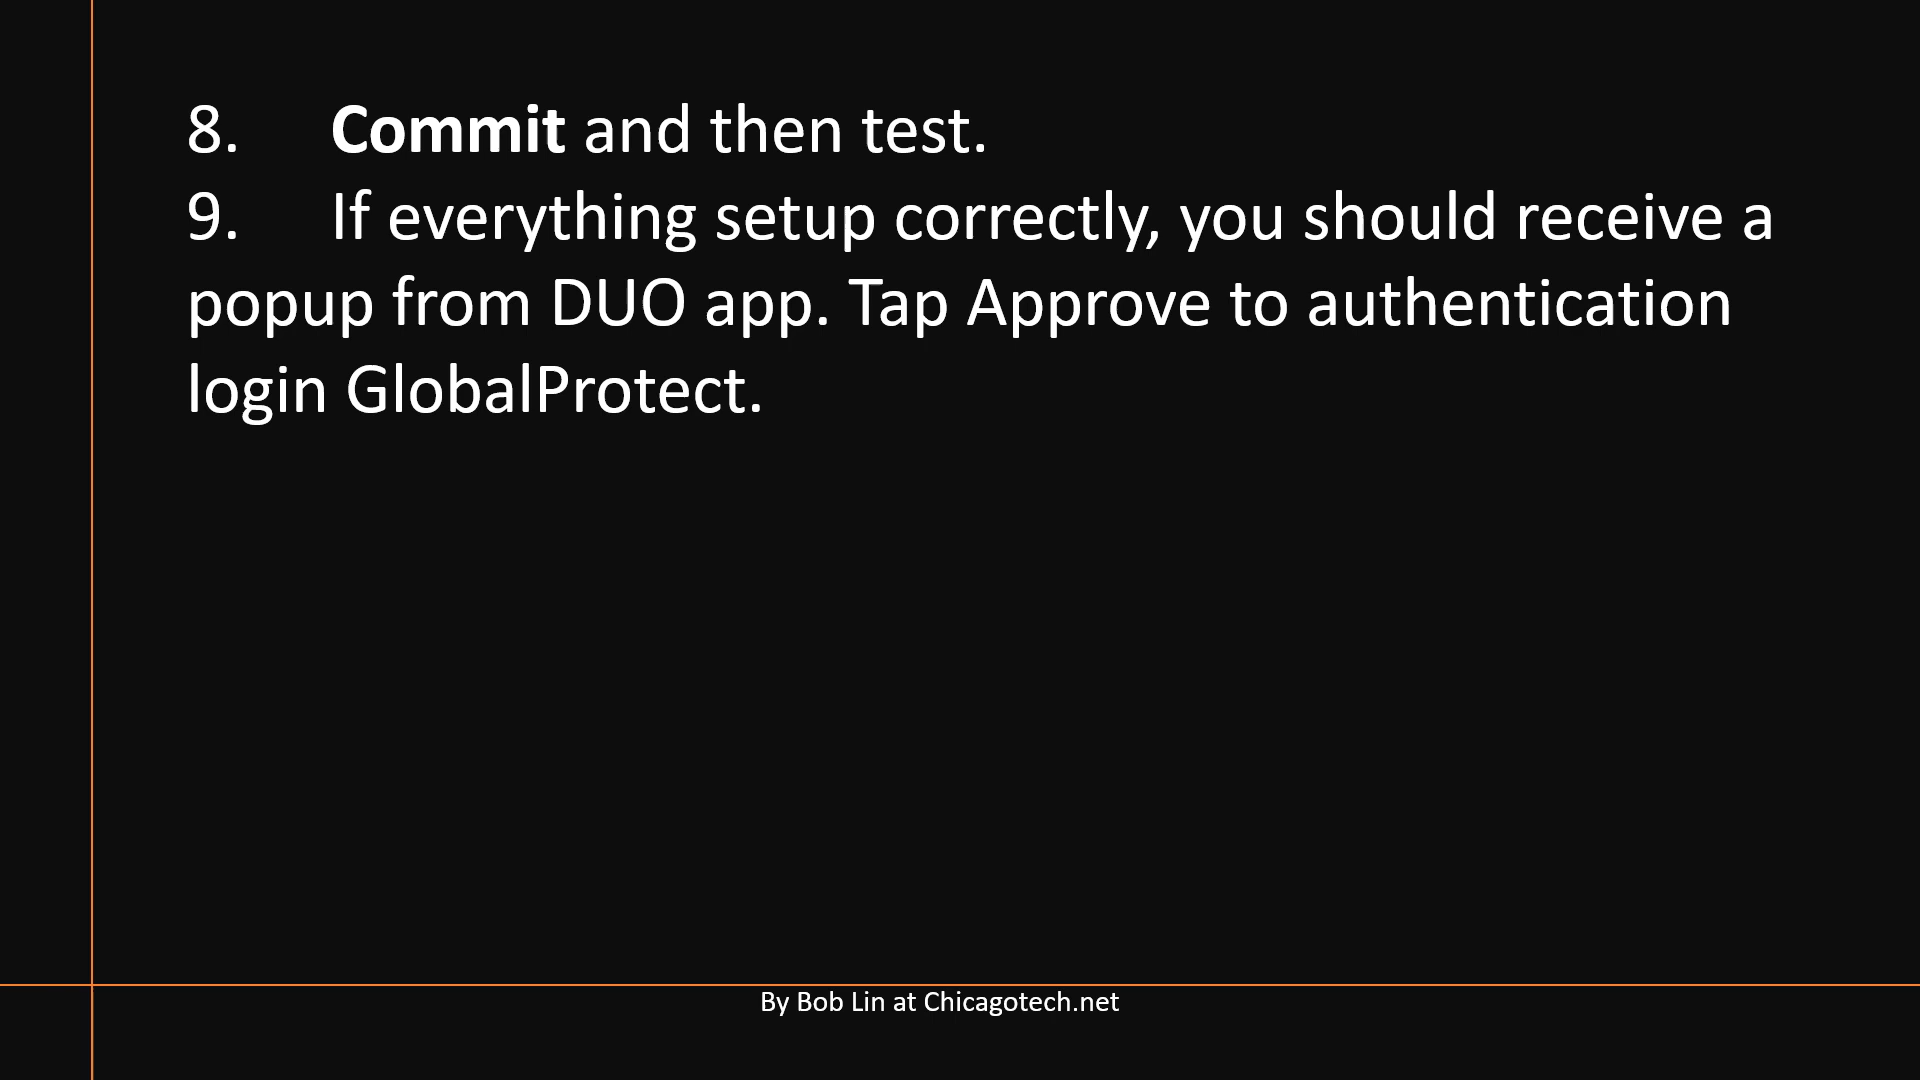 8. Commit and then test.
9. If everything setup correctly, you should receive a
popup from DUO app. Tap Approve to authentication
login GlobalProtect.
By Bob Lin at Chicagotech.net